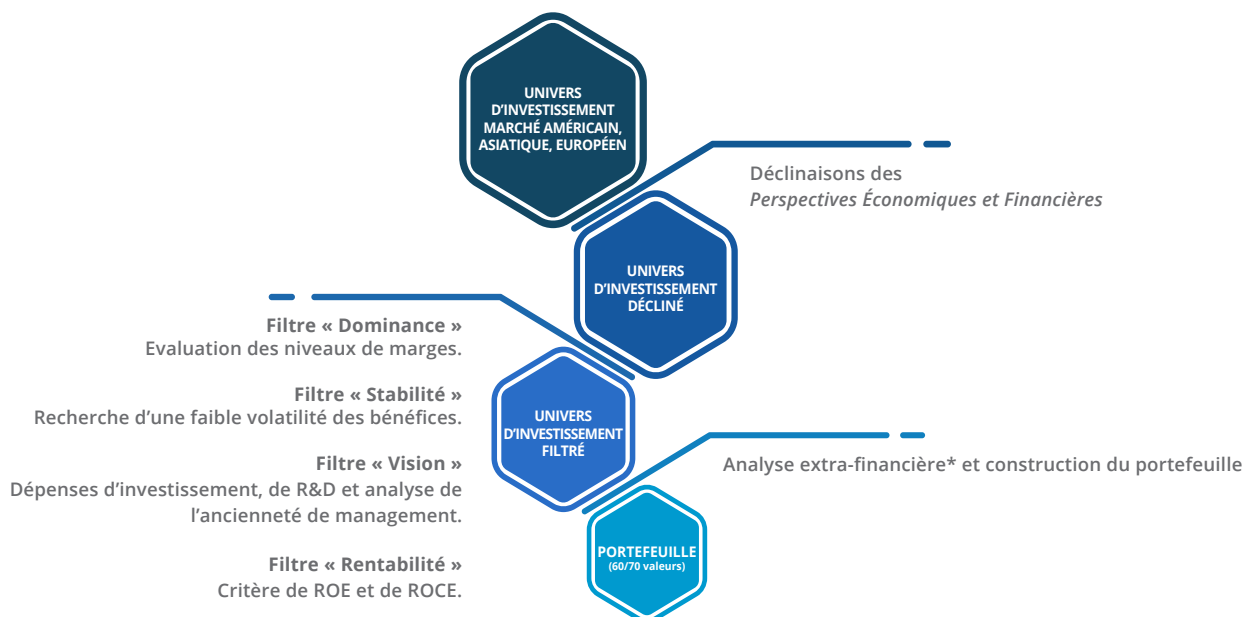 UNIVERS
D'INVESTISSEMENT
MARCHÉ AMÉRICAIN,
ASIATIQUE, EUROPÉEN
Déclinaisons des
Perspectives Économiques et Financières
UNIVERS
D'INVESTISSEMENT
DÉCLINÉ
Filtre « Dominance »
Evaluation des niveaux de marges.
Filtre « Stabilité »
Recherche d'une faible volatilité des bénéfices.
Filtre « Vision »
Dépenses d'investissement, de R&D et analyse de
l'ancienneté de management.
Filtre « Rentabilité »
Critère de ROE et de ROCE.
UNIVERS
D'INVESTISSEMENT
FILTRÉ
Analyse extra-financière* et construction du portefeuille
PORTEFEUILLE
(60/70 valeurs)